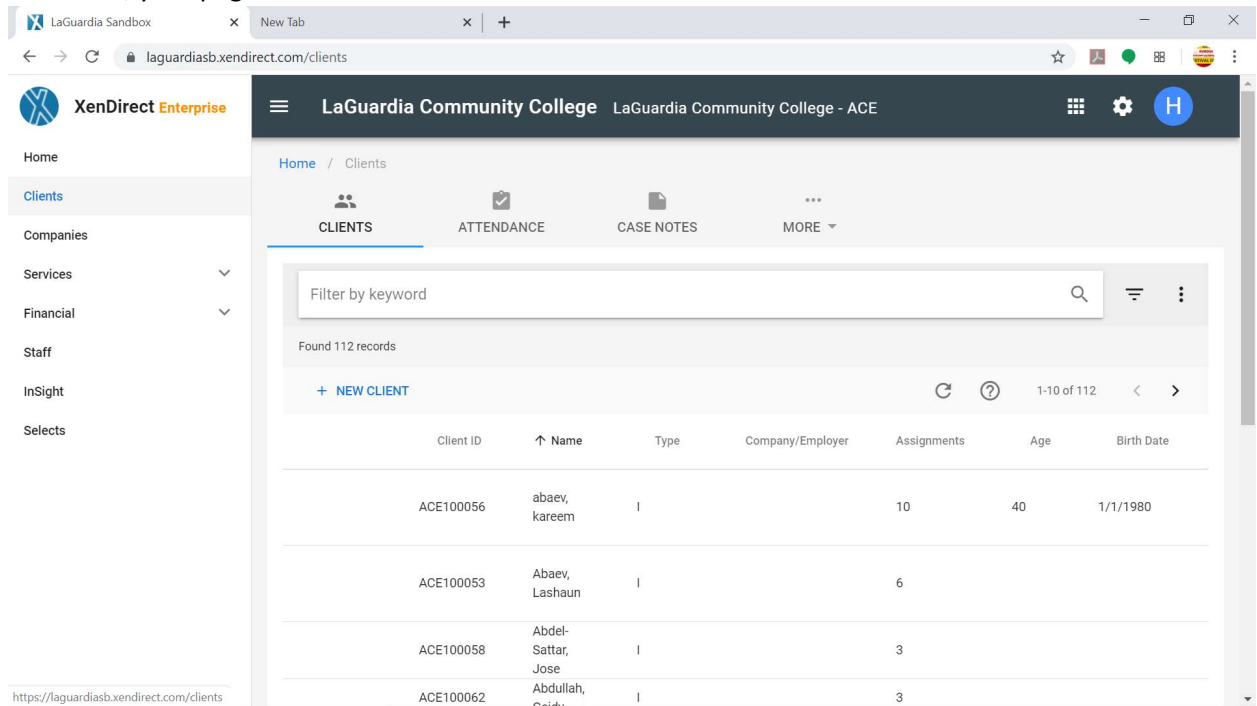 LaGuardia Sandbox
New Tab
laguardiasb.xendirect.com/clients
XenDirect Enterprise
LaGuardia Community College LaGuardia Community College - ACE
H
Home
Clients
Companies
Services
Financial
Staff
InSight
Selects
Home / Clients
CLIENTS ATTENDANCE CASE NOTES MORE
Filter by keyword
Found 112 records
+ NEW CLIENT 1-10 of 112
Client ID Name Type Company/Employer Assignments Age Birth Date
ACE100056 abaev, kareem I 10 40 1/1/1980
ACE100053 Abaev, Lashaun I 6
ACE100058 Abdel-Sattar, Jose I 3
ACE100062 Abdullah, I 3
https://laguardiasb.xendirect.com/clients